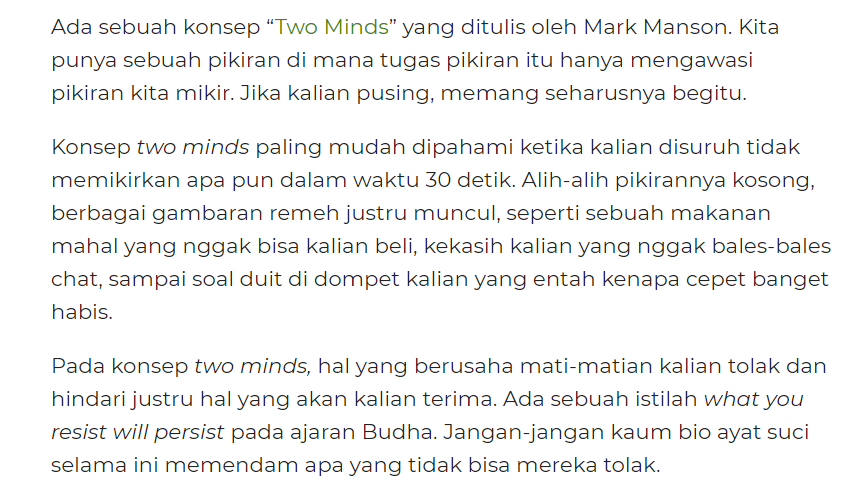 Ada sebuah konsep “Two Minds” yang ditulis oleh Mark Manson. Kita
punya sebuah pikiran di mana tugas pikiran itu hanya mengawasi
pikiran kita mikir. Jika kalian pusing, memang seharusnya begitu.
Konsep two minds paling mudah dipahami ketika kalian disuruh tidak
memikirkan apa pun dalam waktu 30 detik. Alih-alih pikirannya kosong,
berbagai gambaran remeh justru muncul, seperti sebuah makanan
mahal yang nggak bisa kalian beli, kekasih kalian yang nggak bales-bales
chat, sampai soal duit di dompet kalian yang entah kenapa cepet banget
habis.
Pada konsep two minds, hal yang berusaha mati-matian kalian tolak dan
hindari justru hal yang akan kalian terima. Ada sebuah istilah what you
resist will persist pada ajaran Budha. Jangan-jangan kaum bio ayat suci
selama ini memendam apa yang tidak bisa mereka tolak.